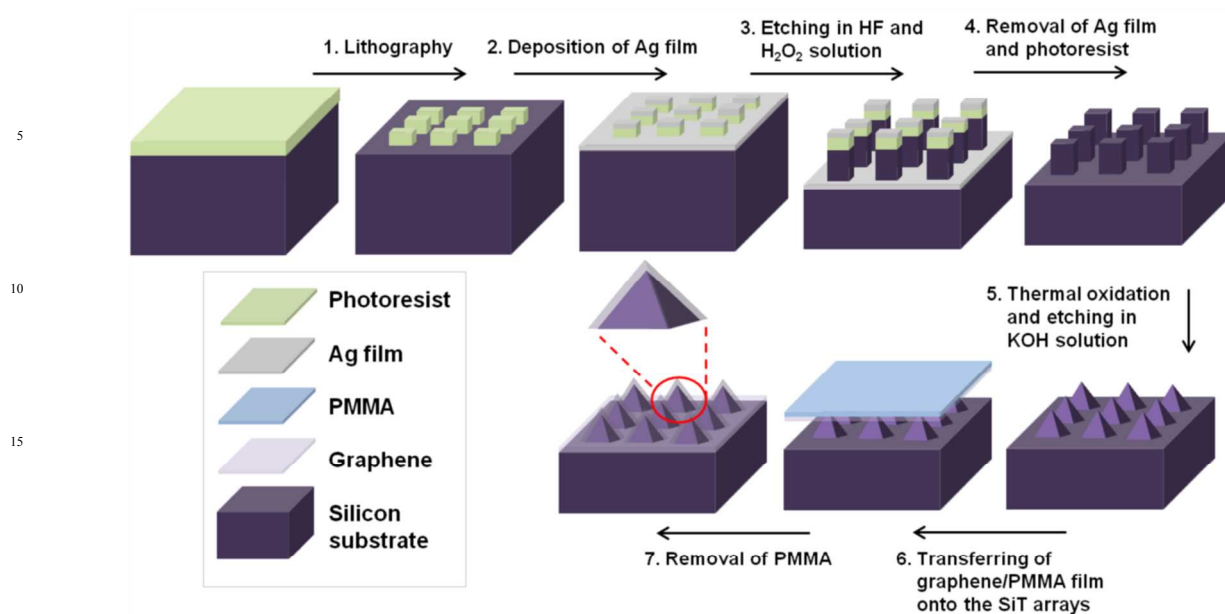 1. Lithography
2. Deposition of Ag film
3. Etching in HF and
H₂O₂ solution
4. Removal of Ag film
and photoresist
5
10
Photoresist
Ag film
PMMA
Graphene
Silicon
substrate
5. Thermal oxidation
and etching in
KOH solution
15
7. Removal of PMMA
6. Transferring of
graphene/PMMA film
onto the SiT arrays